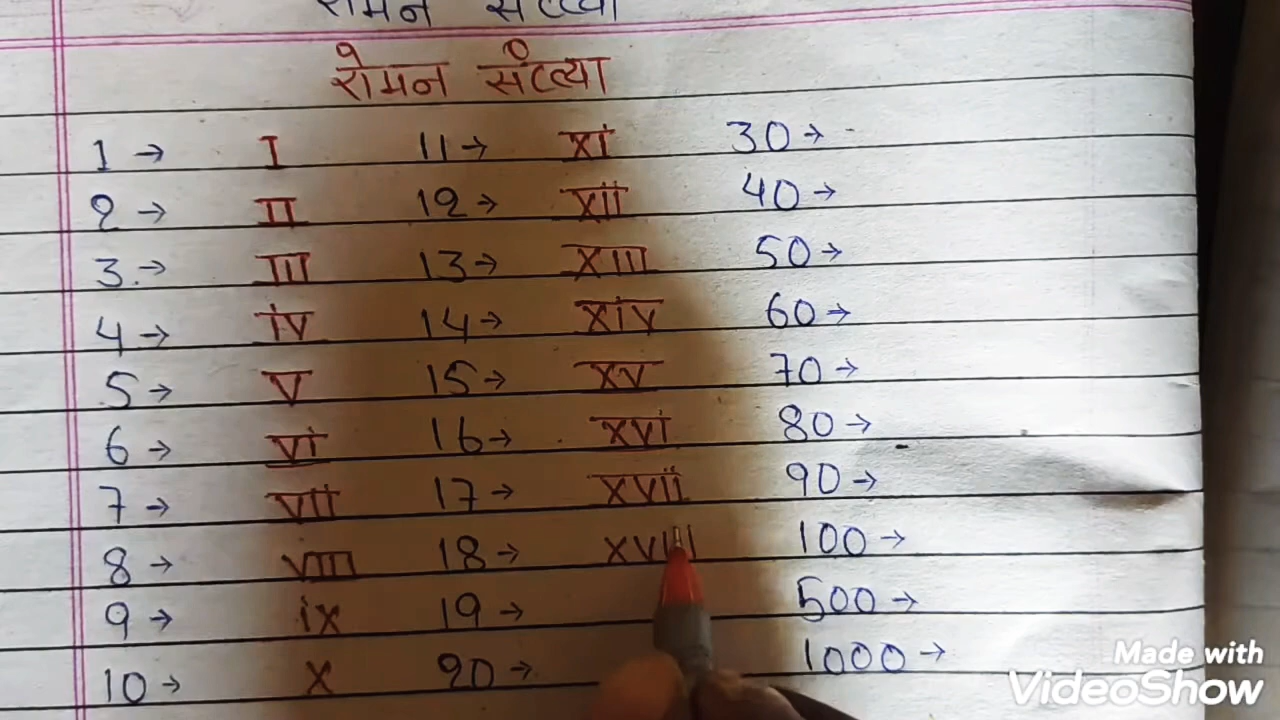 रोमन संख्या
रोमन संख्या
1 → I 11 → Xi 30 →
2 → II 12 → XII 40 →
3 → III 13 → XIII 50 →
4 → iv 14 → Xiv 60 →
5 → V 15 → XV 70 →
6 → Vi 16 → XVi 80 →
7 → VII 17 → XVii 90 →
8 → VIII 18 → XVIII 100 →
9 → ix 19 → 500 →
10 → X 20 → 1000 →
Made with
VideoShow